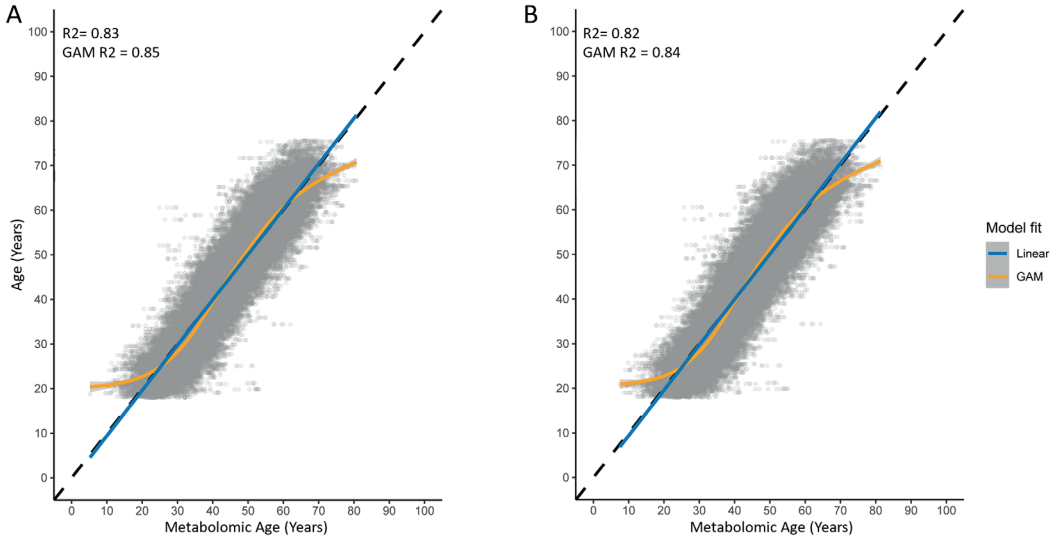 A
R2= 0.83
GAM R2 = 0.85
100
90
80
70
60
50
40
30
20
10
0
Age (Years)
0 10 20 30 40 50 60 70 80 90 100
Metabolomic Age (Years)
B
R2= 0.82
GAM R2 = 0.84
100
90
80
70
60
50
40
30
20
10
0
0 10 20 30 40 50 60 70 80 90 100
Metabolomic Age (Years)
Model fit
Linear
GAM